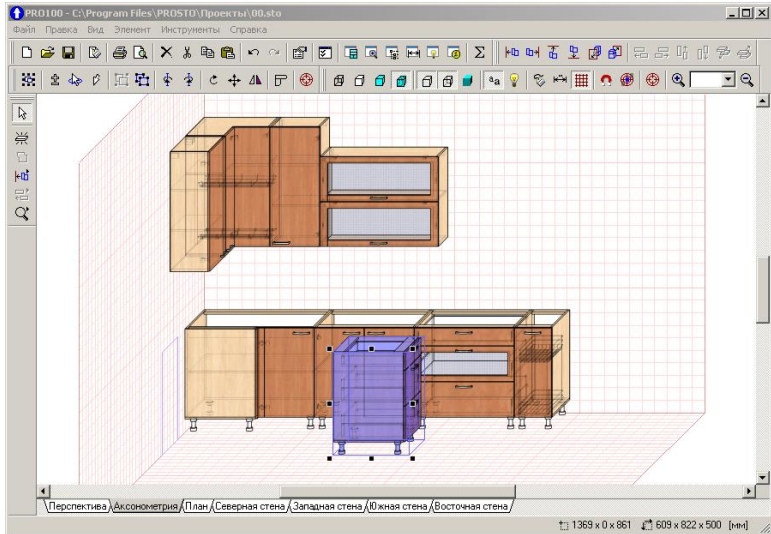 PRO100 - C:\Program Files\PROSTO\Проекты\00.sto
Файл Правка Вид Элемент Инструменты Справка
aa
Перспектива Аксонометрия План Северная стена Западная стена Южная стена Восточная стена
1369 x 0 x 861 609 x 822 x 500 [мм]